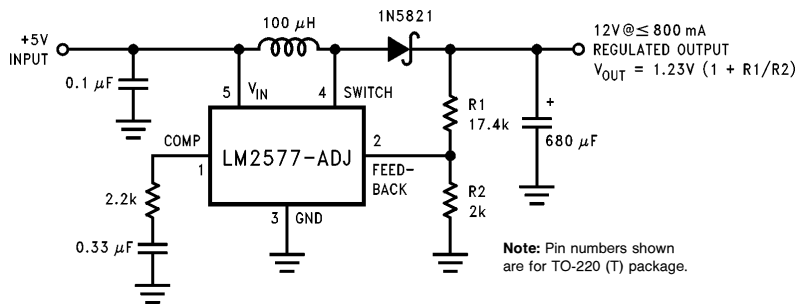 100 μH
1N5821
12V@≤ 800 mA
REGULATED OUTPUT
V_OUT = 1.23V (1 + R1/R2)
+5V
INPUT
0.1 μF
5
V_IN
4
SWITCH
R1
17.4k
+
680 μF
COMP
1
LM2577-ADJ
2
FEED-
BACK
2.2k
R2
2k
3
GND
0.33 μF
Note: Pin numbers shown
are for TO-220 (T) package.